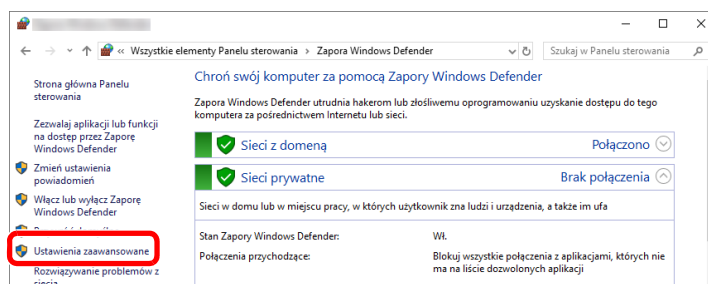 « Wszystkie elementy Panelu sterowania > Zapora Windows Defender
Szukaj w Panelu sterowania
Strona główna Panelu
sterowania
Zezwalaj aplikacji lub funkcji
na dostęp przez Zaporę
Windows Defender
Zmień ustawienia
powiadomień
Włącz lub wyłącz Zaporę
Windows Defender
Ustawienia zaawansowane
Rozwiązywanie problemów z
Chroń swój komputer za pomocą Zapory Windows Defender
Zapora Windows Defender utrudnia hakerom lub złośliwemu oprogramowaniu uzyskanie dostępu do tego
komputera za pośrednictwem Internetu lub sieci.
Sieci z domeną Połączono
Sieci prywatne Brak połączenia
Sieci w domu lub w miejscu pracy, w których użytkownik zna ludzi i urządzenia, a także im ufa
Stan Zapory Windows Defender: Wł.
Połączenia przychodzące: Blokuj wszystkie połączenia z aplikacjami, których nie
ma na liście dozwolonych aplikacji